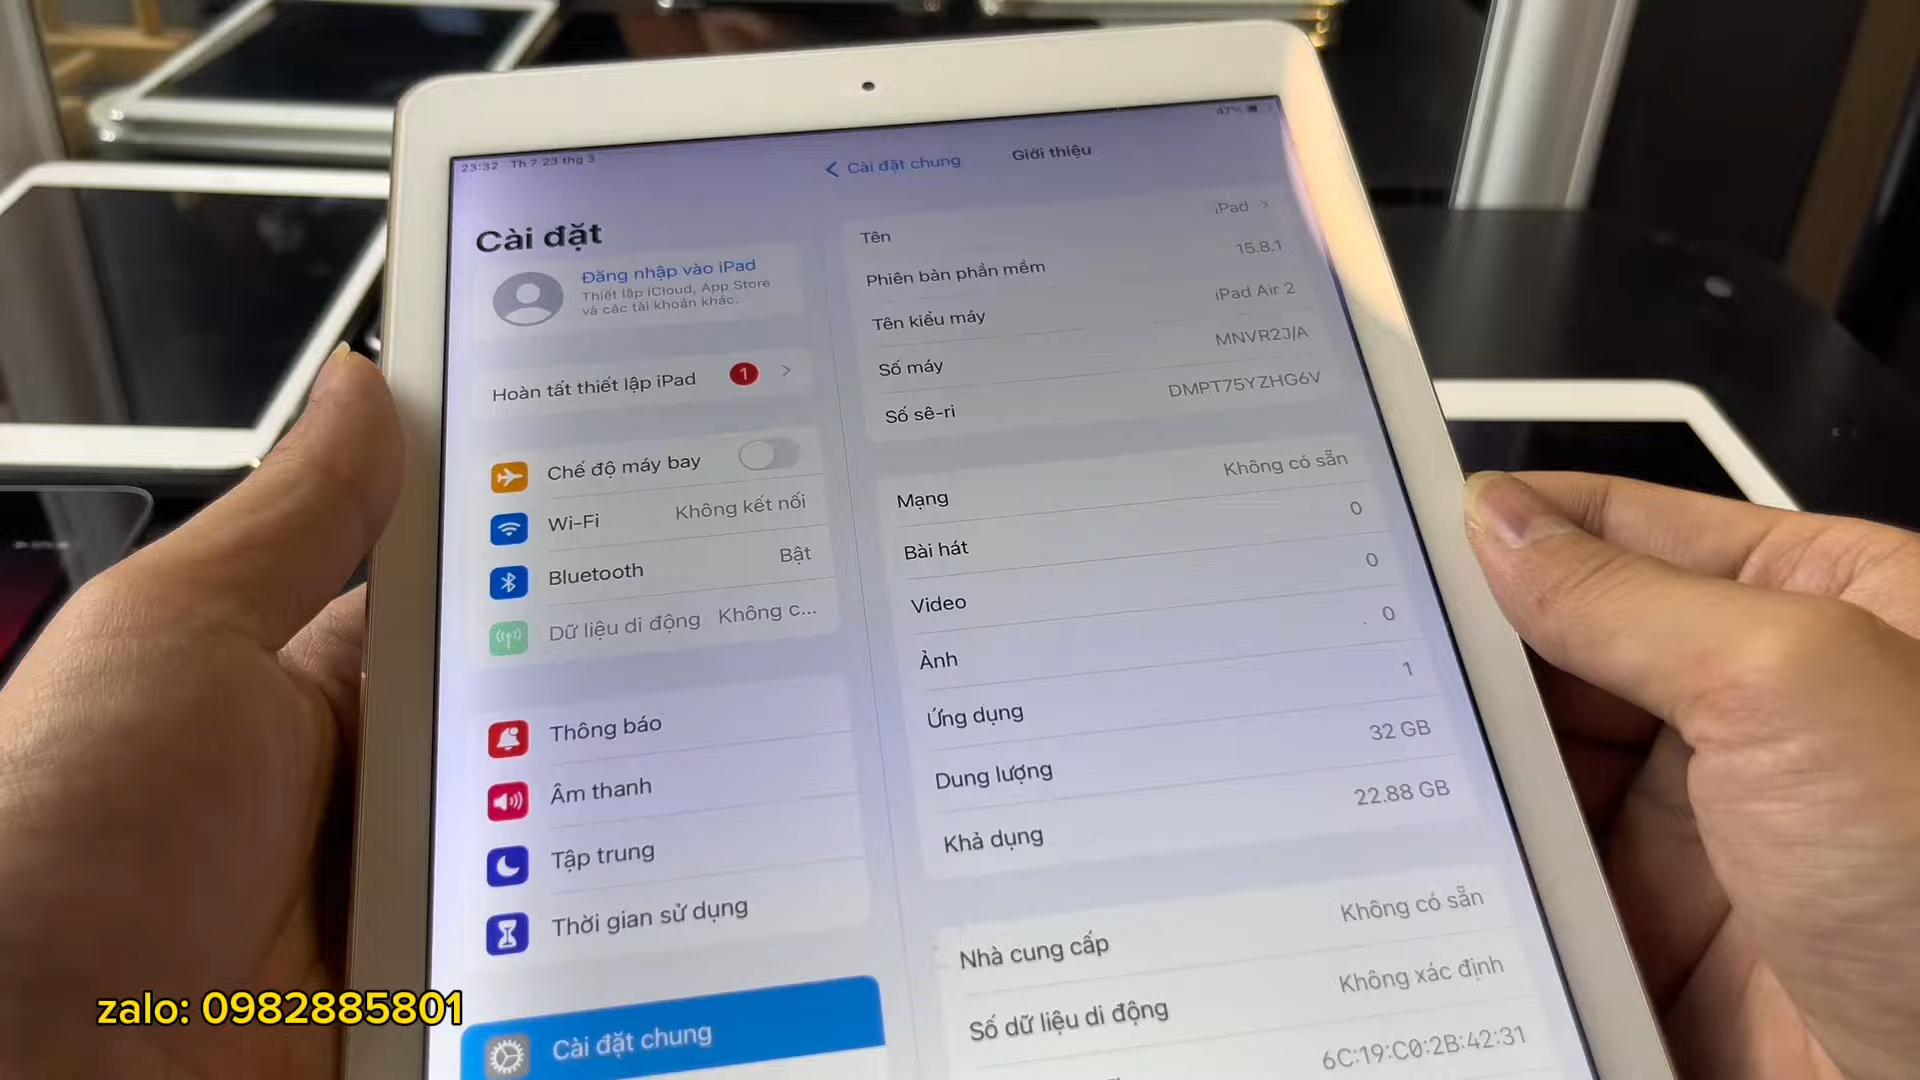 23:32 Th 7 23 thg 3
47%
Cài đặt chung
Giới thiệu
Cài đặt
Đăng nhập vào iPad
Thiết lập iCloud, App Store
và các tài khoản khác.
Hoàn tất thiết lập iPad 1
Chế độ máy bay
Wi-Fi Không kết nối
Bluetooth Bật
Dữ liệu di động Không c...
Thông báo
Âm thanh
Tập trung
Thời gian sử dụng
Cài đặt chung
Tên iPad
Phiên bản phần mềm 15.8.1
Tên kiểu máy iPad Air 2
Số máy MNVR2J/A
Số sê-ri DMPT75YZHG6V
Mạng Không có sẵn
Bài hát 0
Video 0
Ảnh 0
Ứng dụng 1
Dung lượng 32 GB
Khả dụng 22.88 GB
Nhà cung cấp Không có sẵn
Số dữ liệu di động Không xác định
6C:19:C0:2B:42:31
zalo: 0982885801